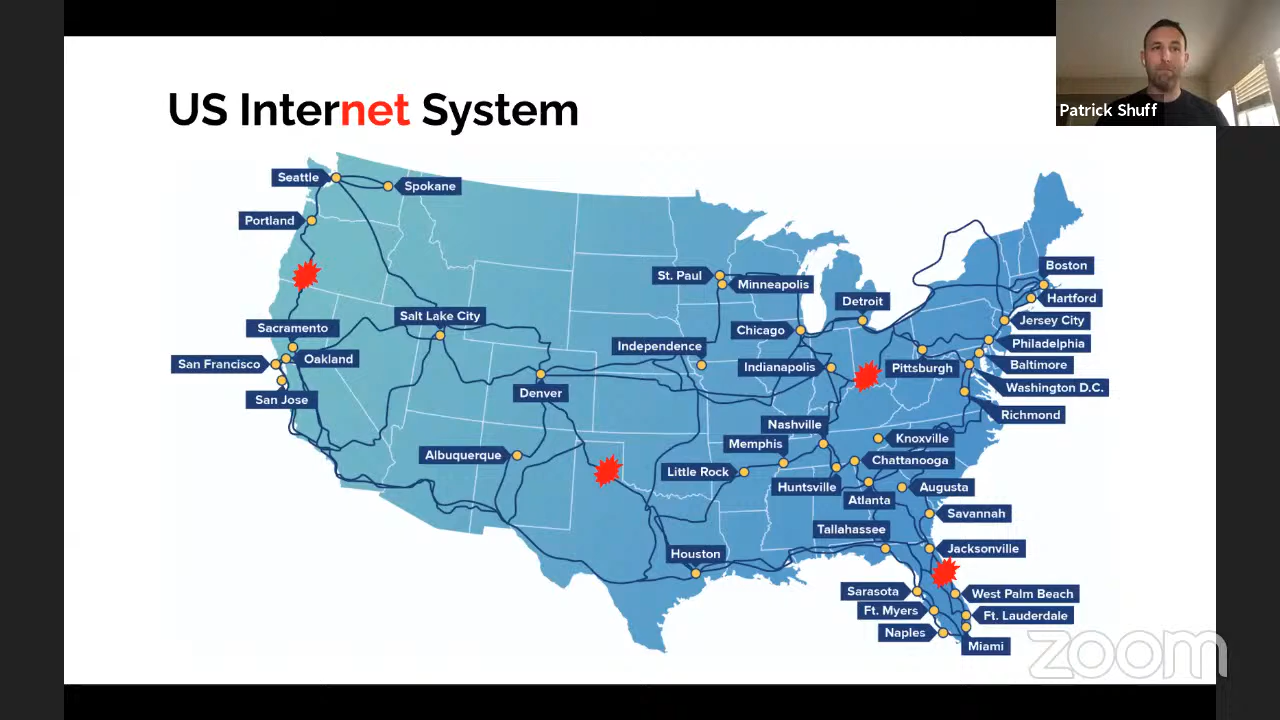 Patrick Shuff
US Internet System
Seattle
Spokane
Portland
Boston
St. Paul
Minneapolis
Hartford
Detroit
Salt Lake City
Jersey City
Sacramento
Chicago
Philadelphia
Independence
San Francisco
Oakland
Indianapolis
Pittsburgh
Baltimore
Washington D.C.
Denver
San Jose
Richmond
Nashville
Knoxville
Memphis
Albuquerque
Chattanooga
Little Rock
Huntsville
Augusta
Atlanta
Savannah
Tallahassee
Houston
Jacksonville
Sarasota
West Palm Beach
Ft. Myers
Ft. Lauderdale
Naples
Miami
zoom